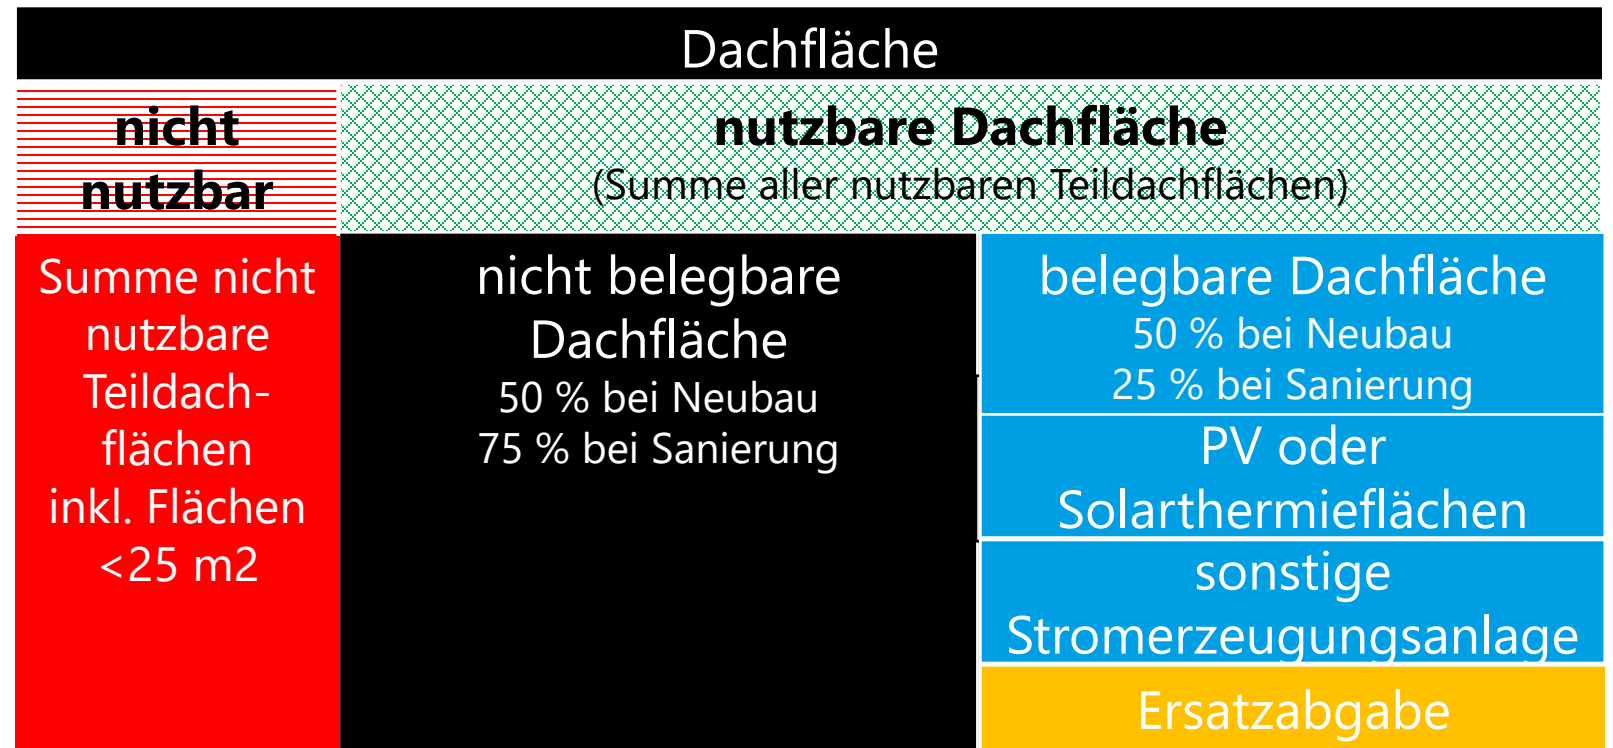 Dachfläche
nicht
nutzbar
nutzbare Dachfläche
(Summe aller nutzbaren Teildachflächen)
Summe nicht
nutzbare
Teildach-
flächen
inkl. Flächen
<25 m2
nicht belegbare
Dachfläche
50 % bei Neubau
75 % bei Sanierung
belegbare Dachfläche
50 % bei Neubau
25 % bei Sanierung
PV oder
Solarthermieflächen
sonstige
Stromerzeugungsanlage
Ersatzabgabe